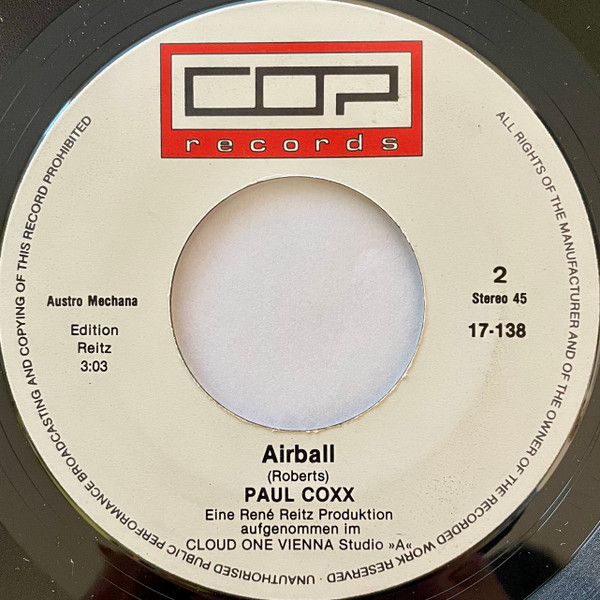 COP
records
ALL RIGHTS OF THE MANUFACTURER AND OF THE OWNER OF THE RECORDED WORK RESERVED · UNAUTHORISED PUBLIC PERFORMANCE BROADCASTING AND COPYING OF THIS RECORD PROHIBITED
Austro Mechana
Edition
Reitz
3:03
2
Stereo 45
17-138
Airball
(Roberts)
PAUL COXX
Eine René Reitz Produktion
aufgenommen im
CLOUD ONE VIENNA Studio »A«